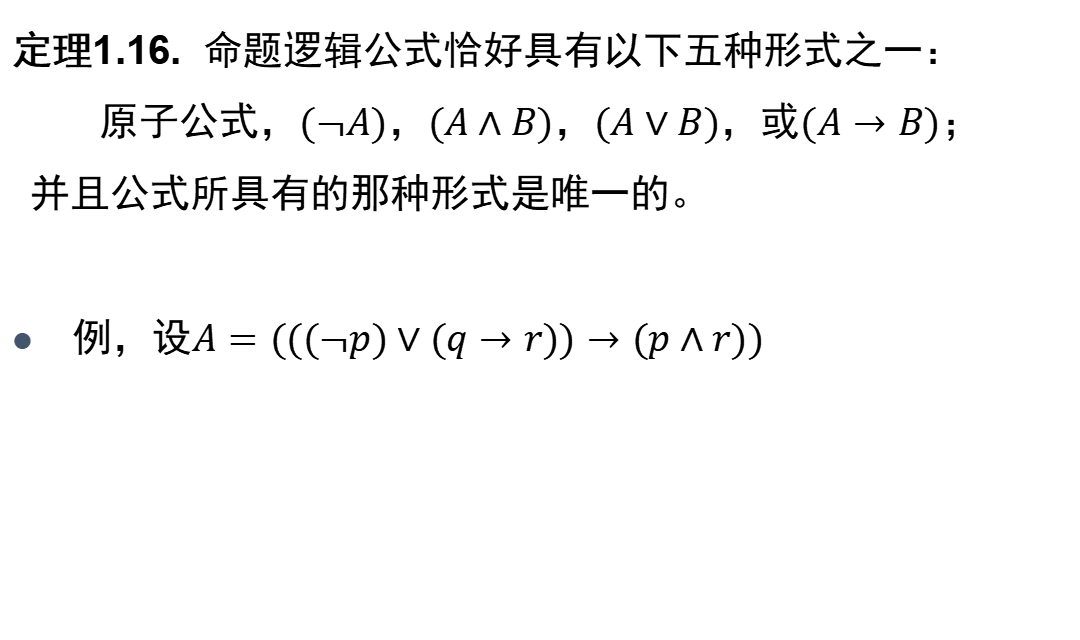 定理1.16. 命题逻辑公式恰好具有以下五种形式之一：
原子公式，(¬A)，(A ∧ B)，(A ∨ B)，或(A → B)；
并且公式所具有的那种形式是唯一的。
• 例，设A = (((¬p) ∨ (q → r)) → (p ∧ r))